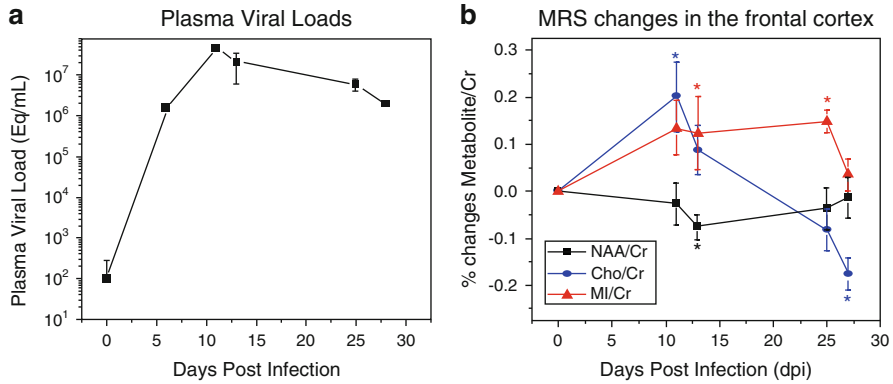 a
Plasma Viral Loads
Plasma Viral Load (Eq/mL)
10^7
10^6
10^5
10^4
10^3
10^2
10^1
0 5 10 15 20 25 30
Days Post Infection
b
MRS changes in the frontal cortex
% changes Metabolite/Cr
0.3
0.2
0.1
0.0
-0.1
-0.2
* * * * *
NAA/Cr
Cho/Cr
MI/Cr
0 5 10 15 20 25 30
Days Post Infection (dpi)